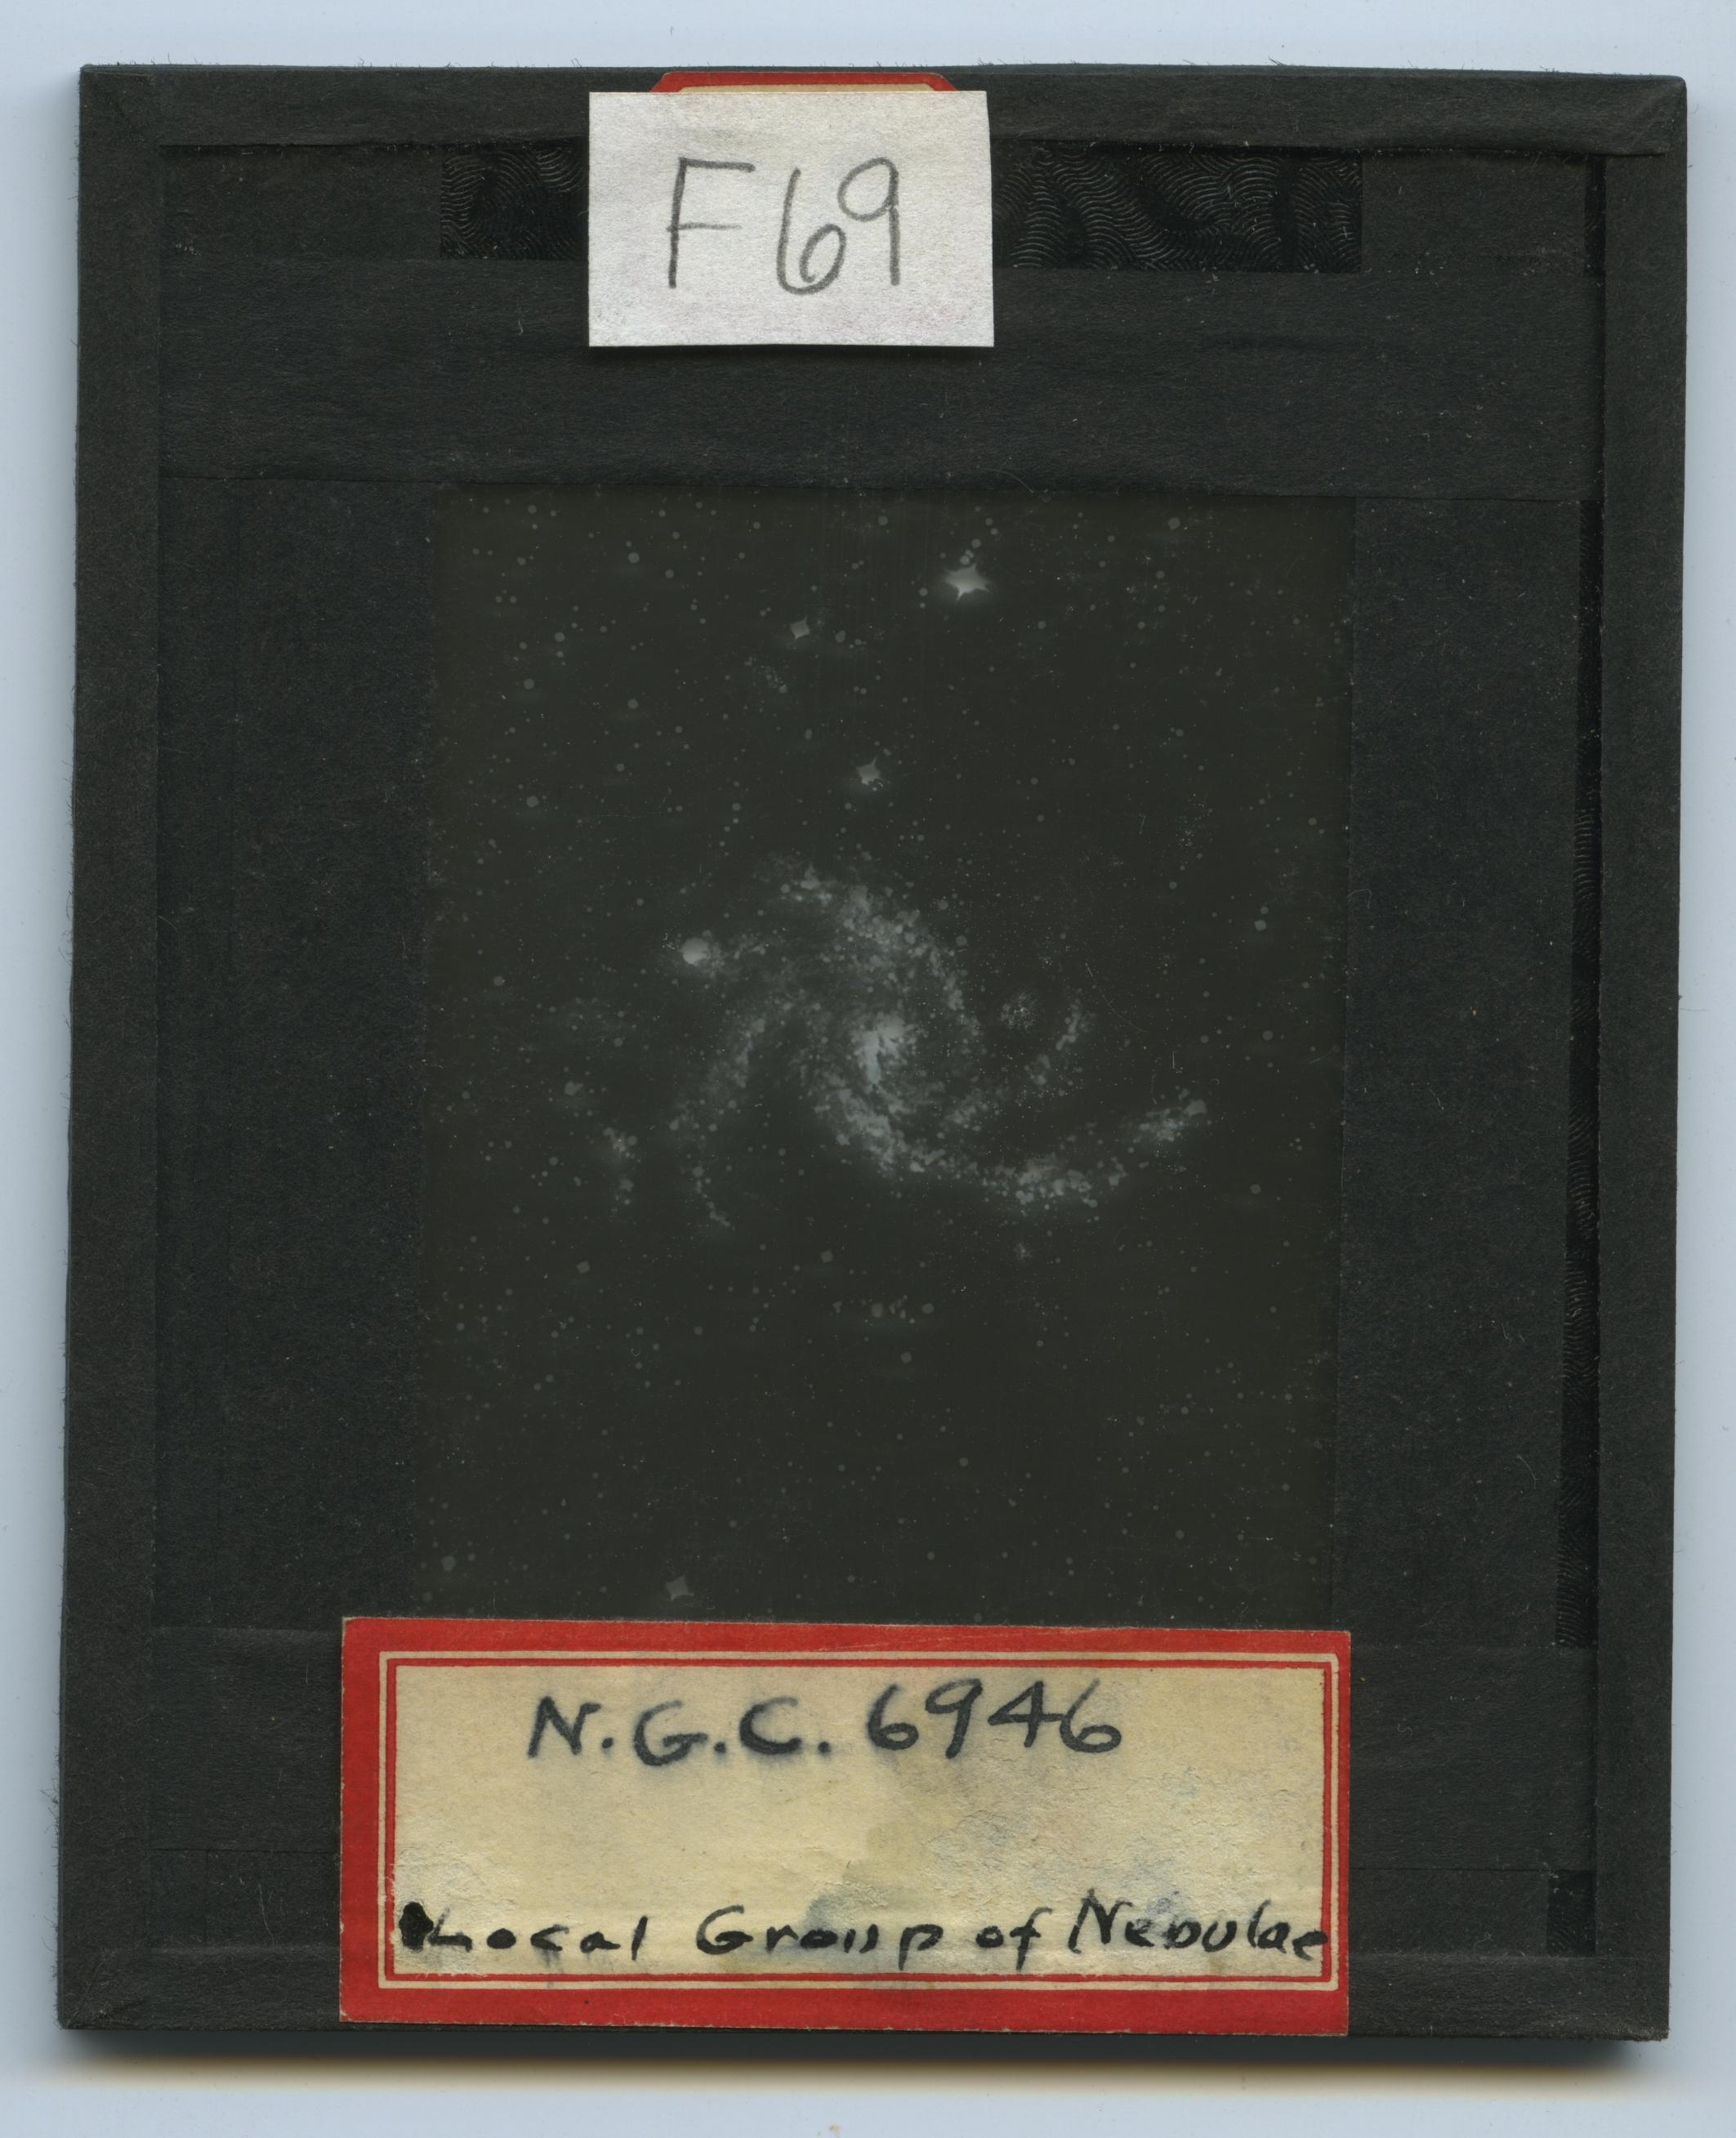 F69
N.G.C. 6946
Local Group of Nebulae